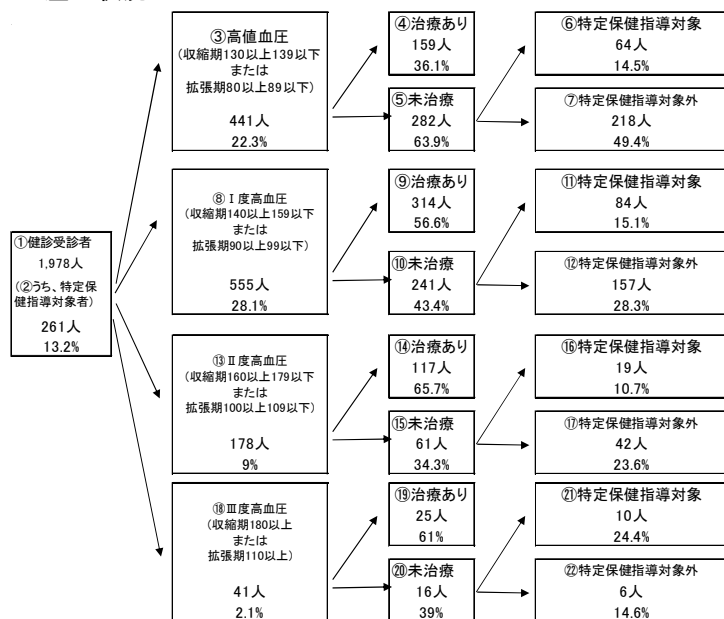 ①健診受診者
1,978人
(②うち、特定保
健指導対象者)
261人
13.2%
③高値血圧
(収縮期130以上139以下
または
拡張期80以上89以下)
441人
22.3%
④治療あり
159人
36.1%
⑤未治療
282人
63.9%
⑥特定保健指導対象
64人
14.5%
⑦特定保健指導対象外
218人
49.4%
⑧Ⅰ度高血圧
(収縮期140以上159以下
または
拡張期90以上99以下)
555人
28.1%
⑨治療あり
314人
56.6%
⑩未治療
241人
43.4%
⑪特定保健指導対象
84人
15.1%
⑫特定保健指導対象外
157人
28.3%
⑬Ⅱ度高血圧
(収縮期160以上179以下
または
拡張期100以上109以下)
178人
9%
⑭治療あり
117人
65.7%
⑮未治療
61人
34.3%
⑯特定保健指導対象
19人
10.7%
⑰特定保健指導対象外
42人
23.6%
⑱Ⅲ度高血圧
(収縮期180以上
または
拡張期110以上)
41人
2.1%
⑲治療あり
25人
61%
⑳未治療
16人
39%
㉑特定保健指導対象
10人
24.4%
㉒特定保健指導対象外
6人
14.6%